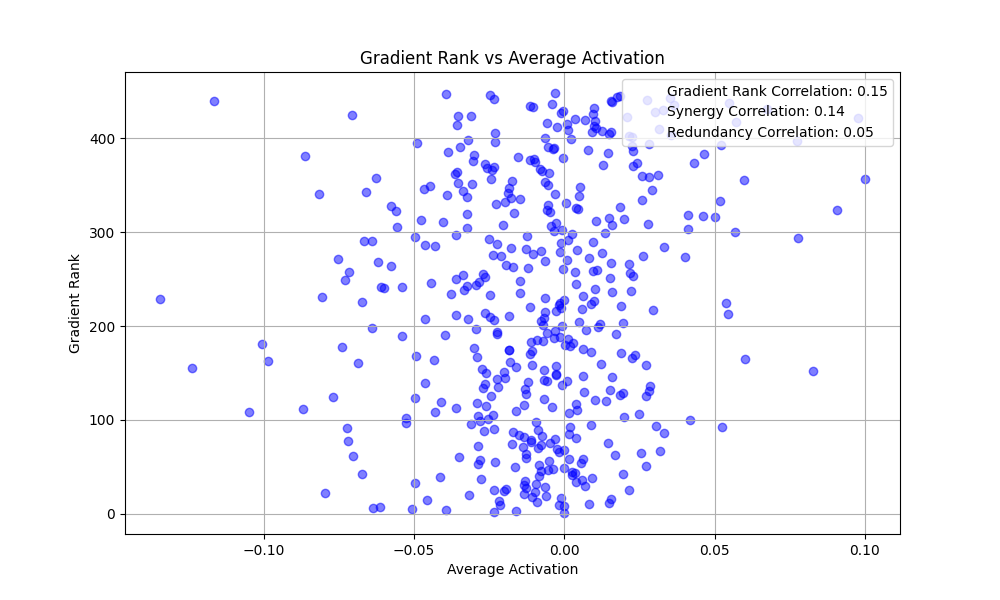 Gradient Rank vs Average Activation
Gradient Rank Correlation: 0.15
Synergy Correlation: 0.14
Redundancy Correlation: 0.05
Gradient Rank
400
300
200
100
0
−0.10
−0.05
0.00
0.05
0.10
Average Activation